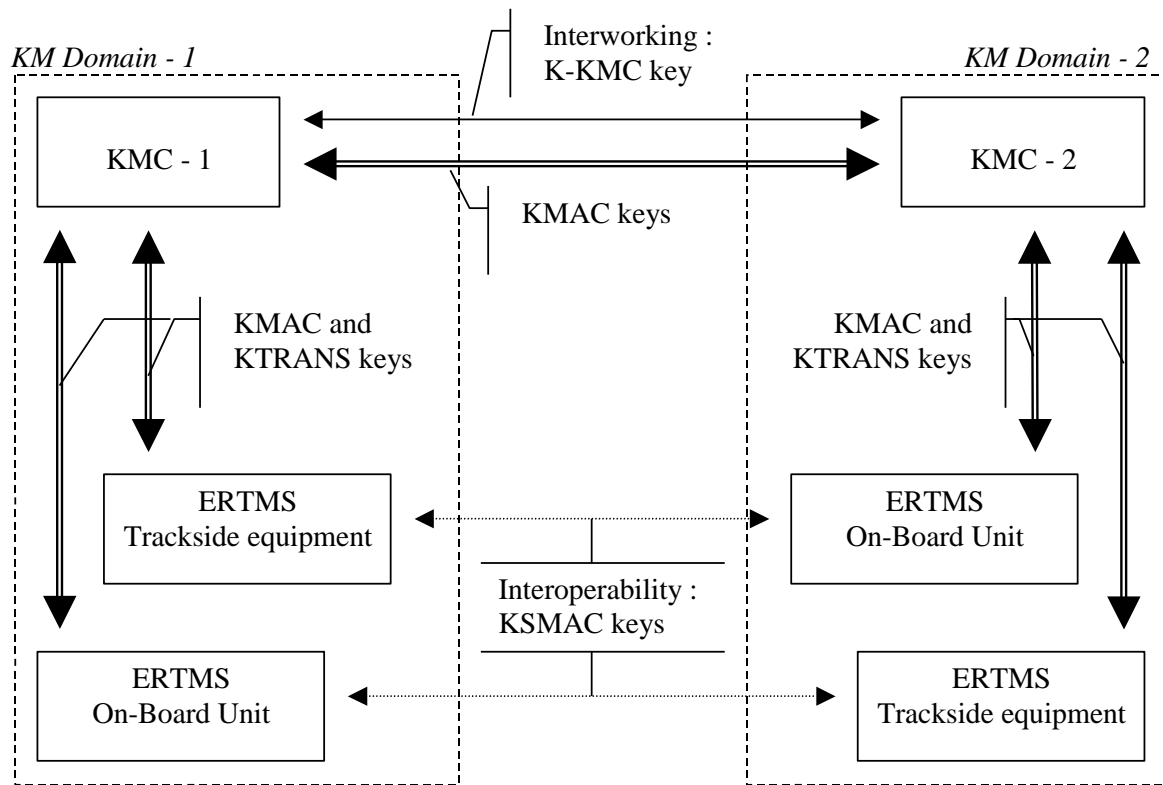 KM Domain - 1
Interworking :
K-KMC key
KM Domain - 2
KMC - 1
KMC - 2
KMAC keys
KMAC and
KTRANS keys
KMAC and
KTRANS keys
ERTMS
Trackside equipment
ERTMS
On-Board Unit
Interoperability :
KSMAC keys
ERTMS
On-Board Unit
ERTMS
Trackside equipment